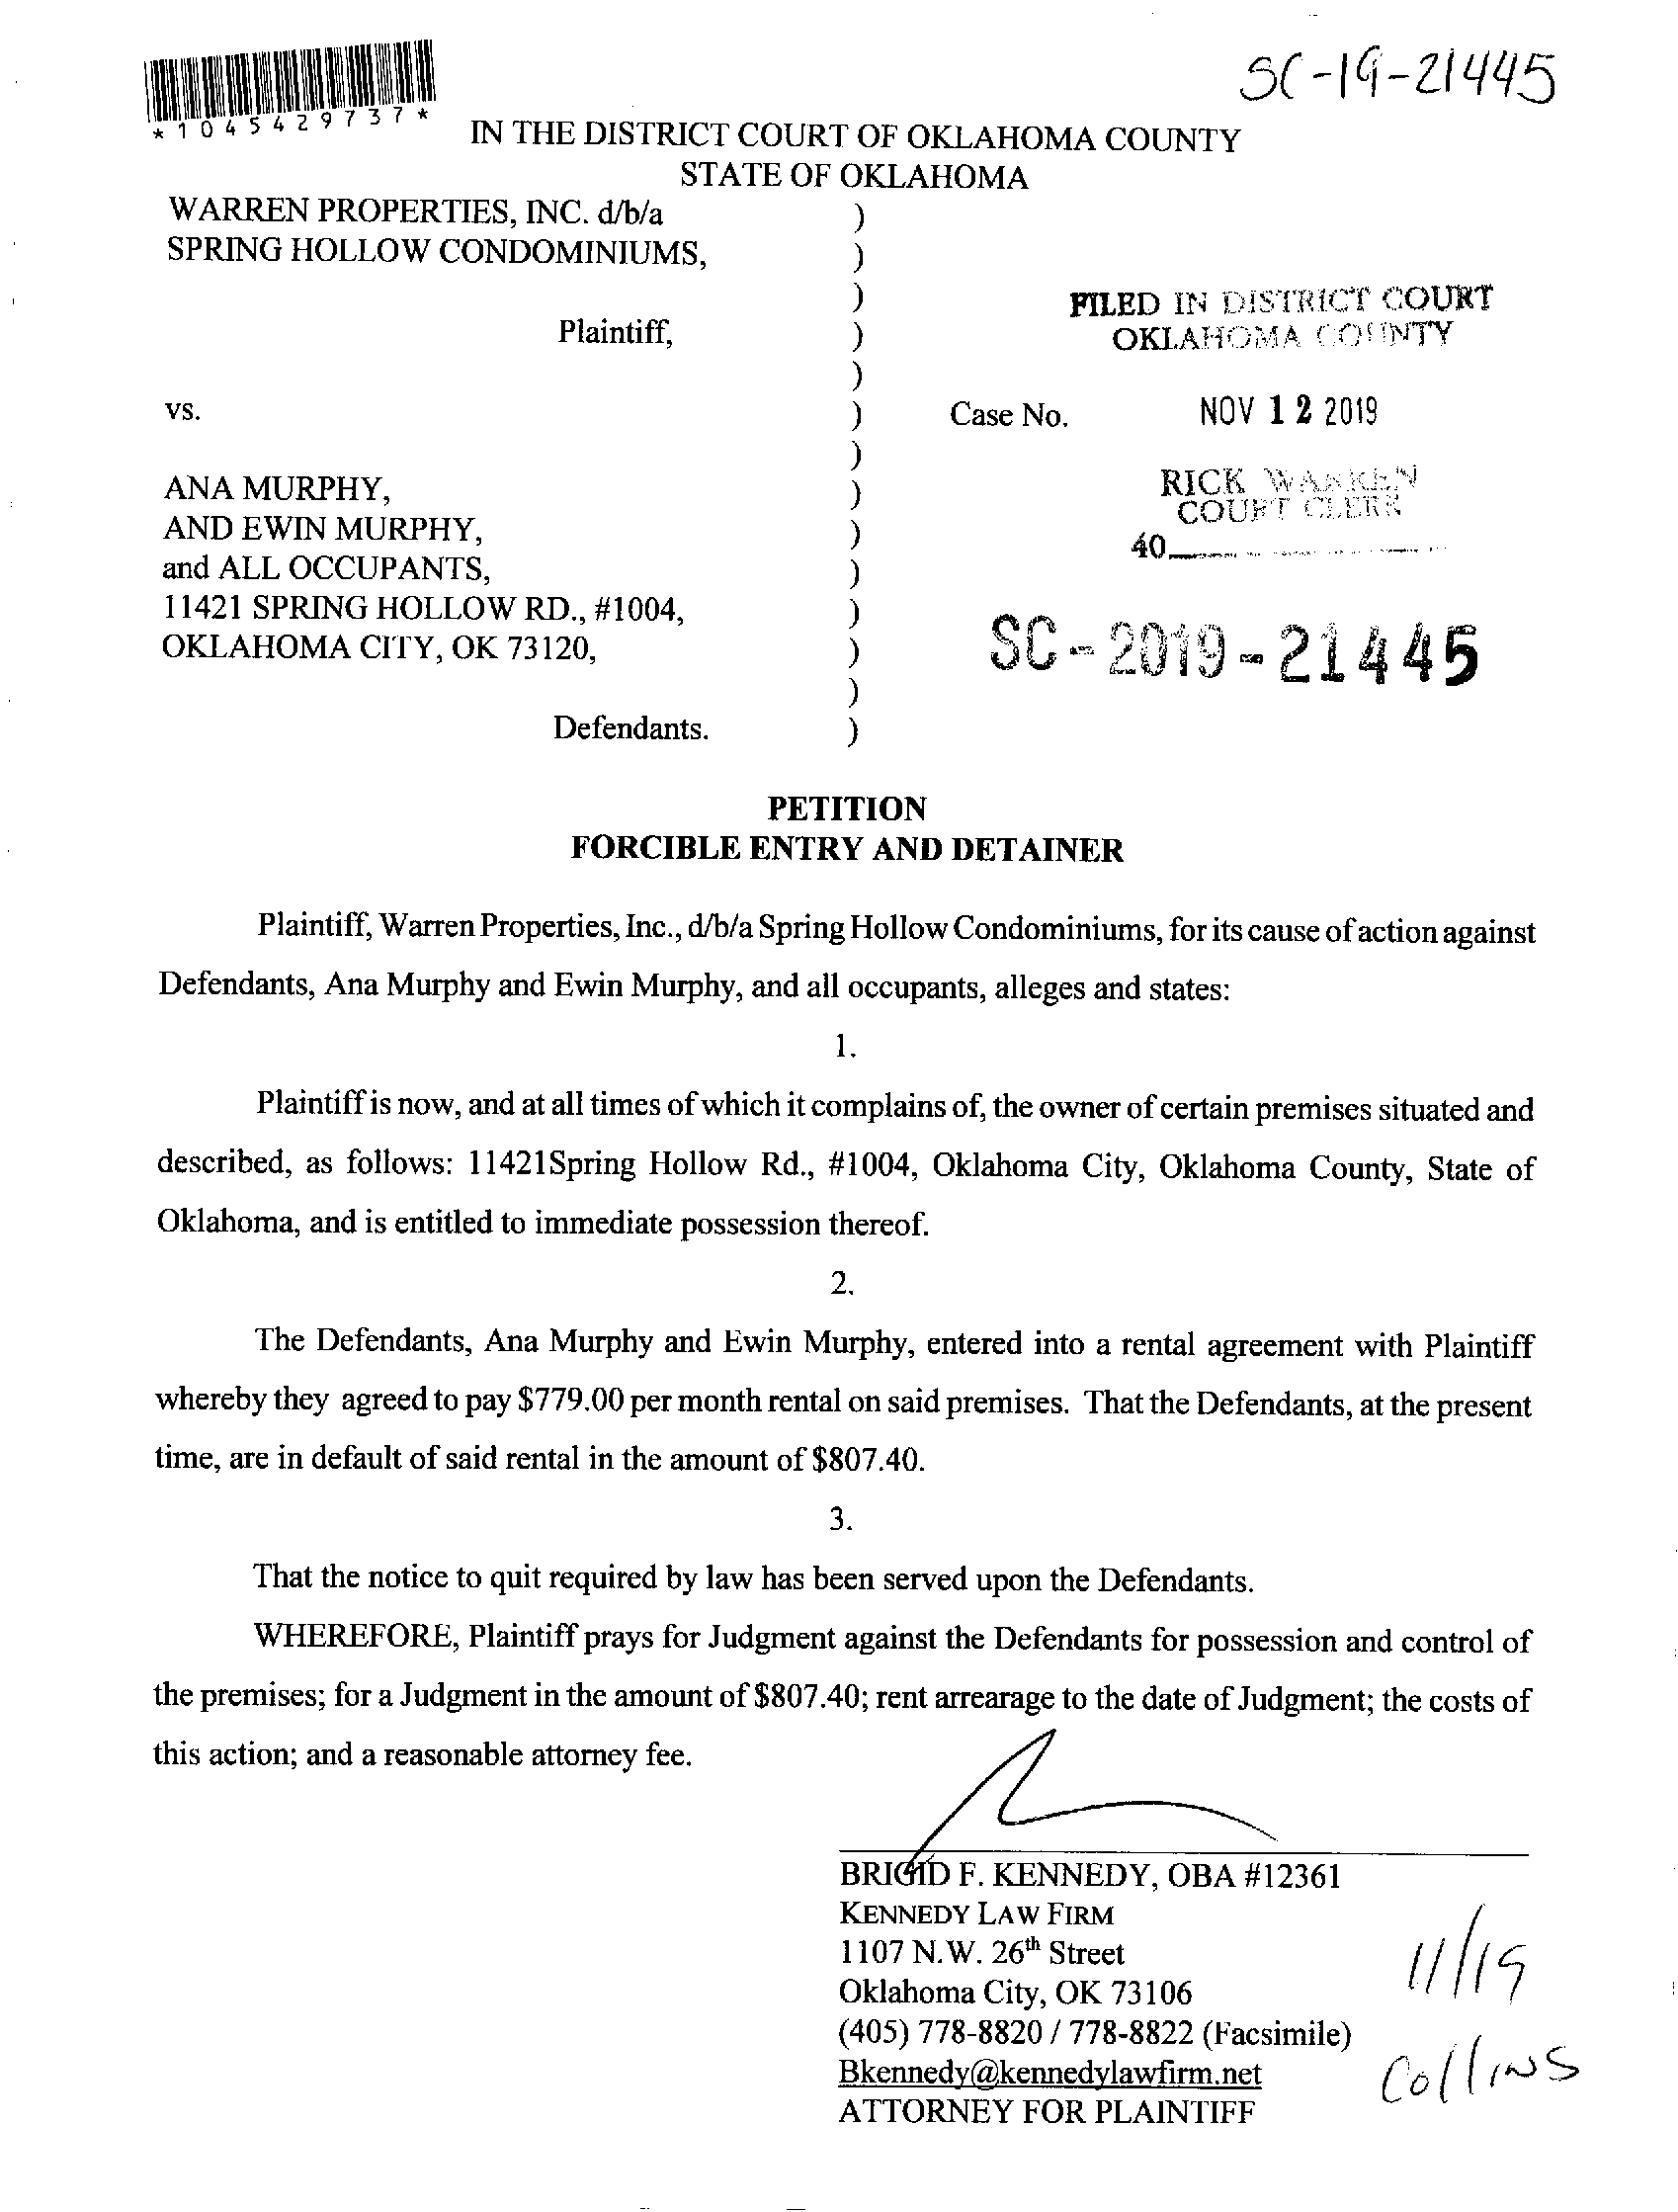 SC-19-21445
*1045429737*
IN THE DISTRICT COURT OF OKLAHOMA COUNTY
STATE OF OKLAHOMA
WARREN PROPERTIES, INC. d/b/a )
SPRING HOLLOW CONDOMINIUMS, )
)
FILED IN DISTRICT COURT
Plaintiff, )
OKLAHOMA COUNTY
)
vs. ) Case No. NOV 12 2019
)
ANA MURPHY, ) RICK WARREN
COURT CLERK
AND EWIN MURPHY, )
40
and ALL OCCUPANTS, )
11421 SPRING HOLLOW RD., #1004, )
OKLAHOMA CITY, OK 73120, ) SC-2019-21445
)
Defendants. )
PETITION
FORCIBLE ENTRY AND DETAINER
Plaintiff, Warren Properties, Inc., d/b/a Spring Hollow Condominiums, for its cause of action against
Defendants, Ana Murphy and Ewin Murphy, and all occupants, alleges and states:
1.
Plaintiff is now, and at all times of which it complains of, the owner of certain premises situated and
described, as follows: 11421Spring Hollow Rd., #1004, Oklahoma City, Oklahoma County, State of
Oklahoma, and is entitled to immediate possession thereof.
2.
The Defendants, Ana Murphy and Ewin Murphy, entered into a rental agreement with Plaintiff
whereby they agreed to pay $779.00 per month rental on said premises. That the Defendants, at the present
time, are in default of said rental in the amount of $807.40.
3.
That the notice to quit required by law has been served upon the Defendants.
WHEREFORE, Plaintiff prays for Judgment against the Defendants for possession and control of
the premises; for a Judgment in the amount of $807.40; rent arrearage to the date of Judgment; the costs of
this action; and a reasonable attorney fee.
BRIGID F. KENNEDY, OBA #12361
KENNEDY LAW FIRM
1107 N.W. 26th Street
Oklahoma City, OK 73106
11/19
(405) 778-8820 / 778-8822 (Facsimile)
Bkennedy@kennedylawfirm.net
Collins
ATTORNEY FOR PLAINTIFF